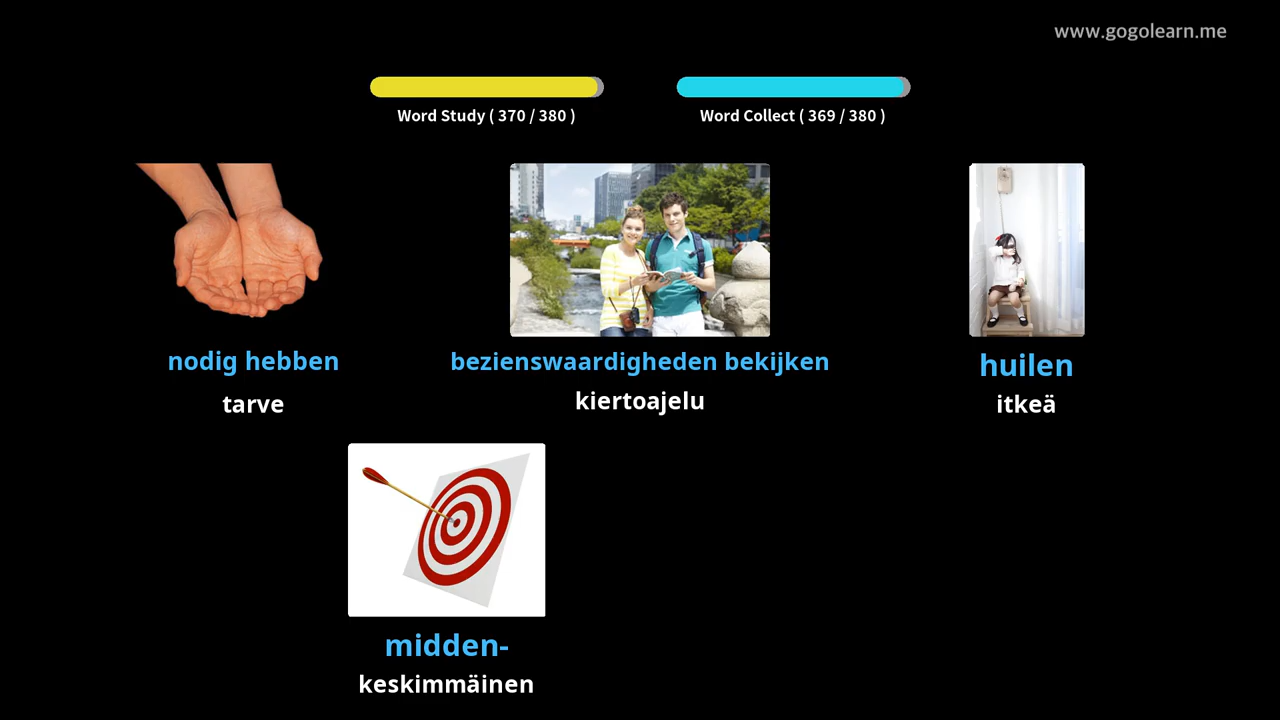 www.gogolearn.me
Word Study ( 370 / 380 )
Word Collect ( 369 / 380 )
nodig hebben
tarve
bezienswaardigheden bekijken
kiertoajelu
huilen
itkeä
midden-
keskimmäinen